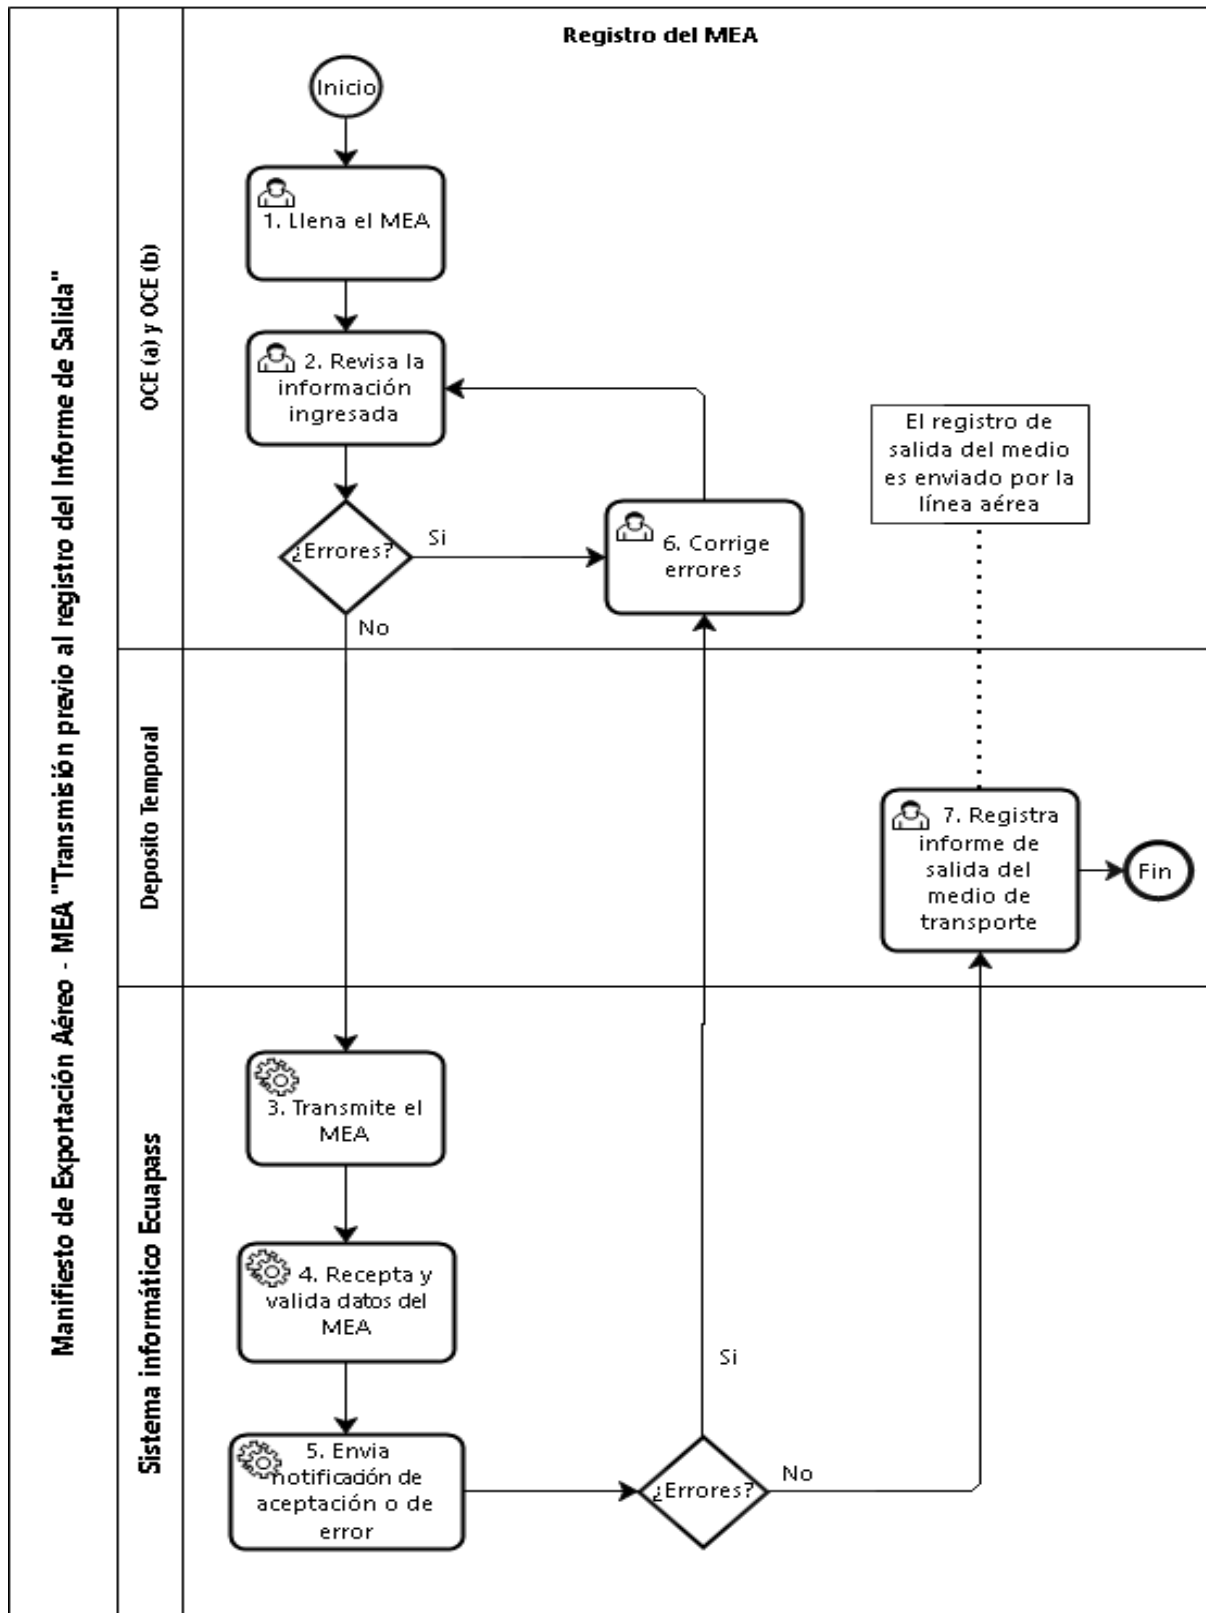 Manifiesto de Exportación Aéreo - MEA "Transmisión previo al registro del Informe de Salida"
Registro del MEA
OCE (a) y OCE (b)
Inicio
1. Llena el MEA
2. Revisa la
información
ingresada
¿Errores?
Si
No
6. Corrige
errores
El registro de
salida del medio
es enviado por la
línea aérea
Deposito Temporal
7. Registra
informe de
salida del
medio de
transporte
Fin
Sistema informático Ecuapass
3. Transmite el
MEA
4. Recepta y
valida datos del
MEA
5. Envia
notificación de
aceptación o de
error
¿Errores?
Si
No